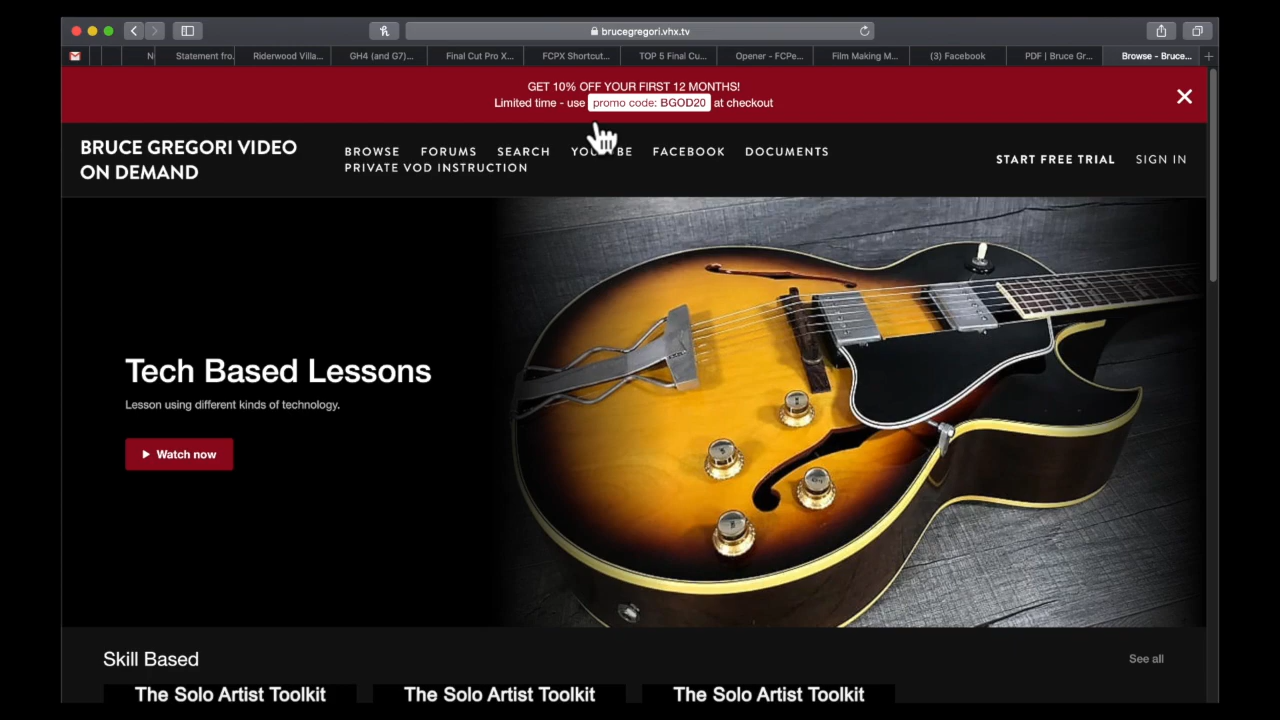 brucegregori.vhx.tv
N
Statement fro.
Riderwood Villa...
GH4 (and G7)...
Final Cut Pro X...
FCPX Shortcut...
TOP 5 Final Cu...
Opener - FCPe...
Film Making M...
(3) Facebook
PDF | Bruce Gr...
Browse - Bruce...
GET 10% OFF YOUR FIRST 12 MONTHS!
Limited time - use promo code: BGOD20 at checkout
BRUCE GREGORI VIDEO
ON DEMAND
BROWSE FORUMS SEARCH YOU BE FACEBOOK DOCUMENTS
PRIVATE VOD INSTRUCTION
START FREE TRIAL SIGN IN
Tech Based Lessons
Lesson using different kinds of technology.
Watch now
Skill Based
See all
The Solo Artist Toolkit
The Solo Artist Toolkit
The Solo Artist Toolkit